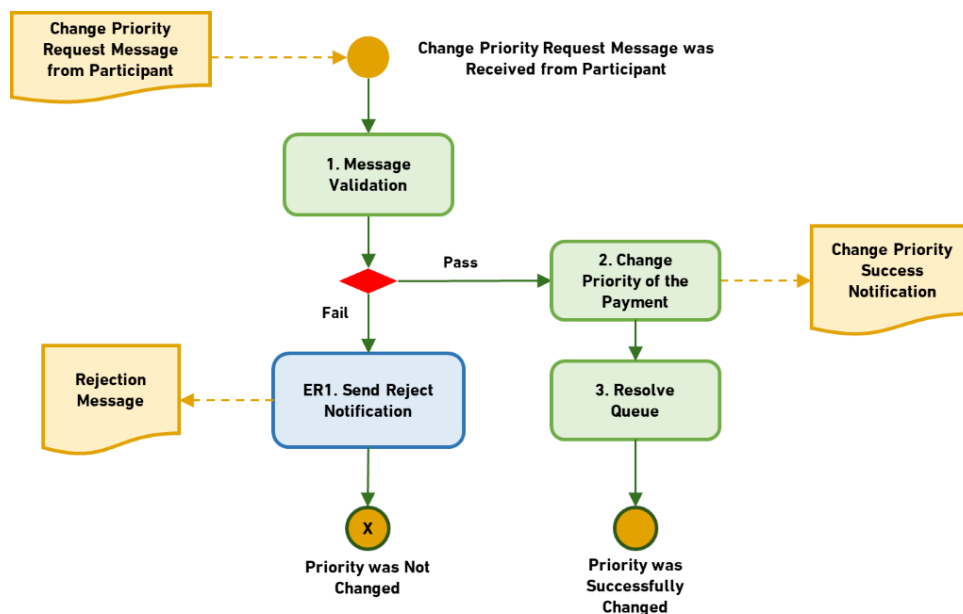 Change Priority
Request Message
from Participant
Change Priority Request Message was
Received from Participant
1. Message
Validation
Pass
Fail
2. Change
Priority of the
Payment
Change Priority
Success
Notification
Rejection
Message
ER1. Send Reject
Notification
3. Resolve
Queue
X
Priority was Not
Changed
Priority was
Successfully
Changed